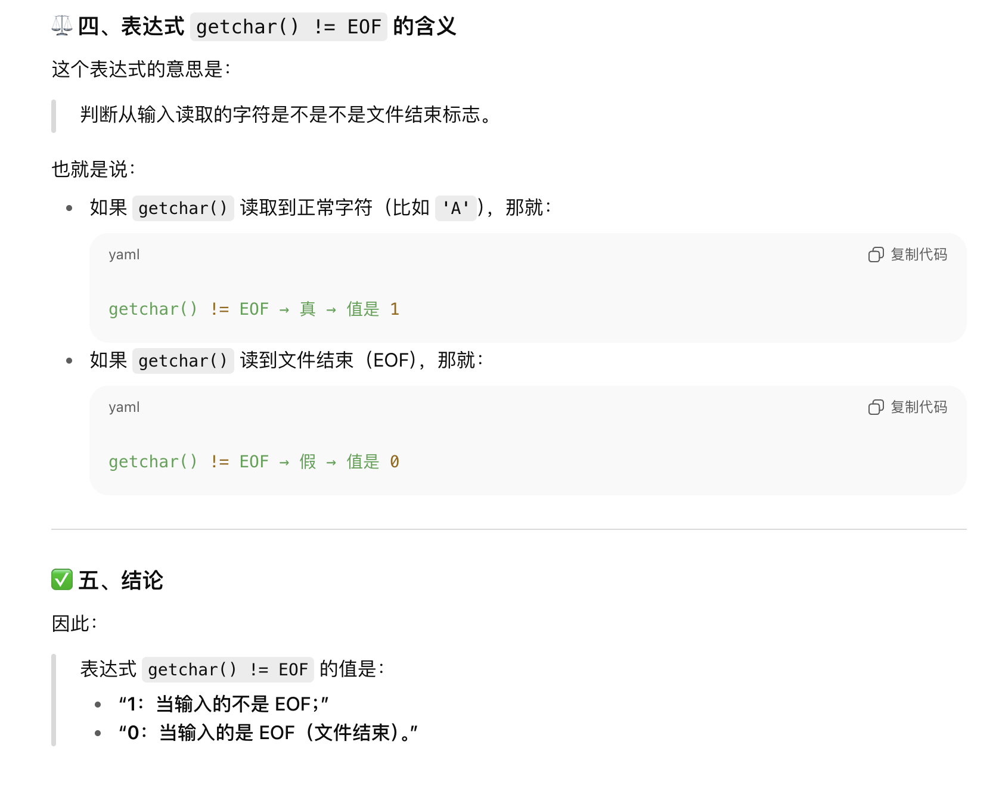 ⚖️ 四、表达式 getchar() != EOF 的含义
这个表达式的意思是：
判断从输入读取的字符是不是不是文件结束标志。
也就是说：
• 如果 getchar() 读取到正常字符（比如 'A'），那就：
yaml 复制代码
getchar() != EOF → 真 → 值是 1
• 如果 getchar() 读到文件结束（EOF），那就：
yaml 复制代码
getchar() != EOF → 假 → 值是 0
✅ 五、结论
因此：
表达式 getchar() != EOF 的值是：
• “1：当输入的不是 EOF；”
• “0：当输入的是 EOF（文件结束）。”